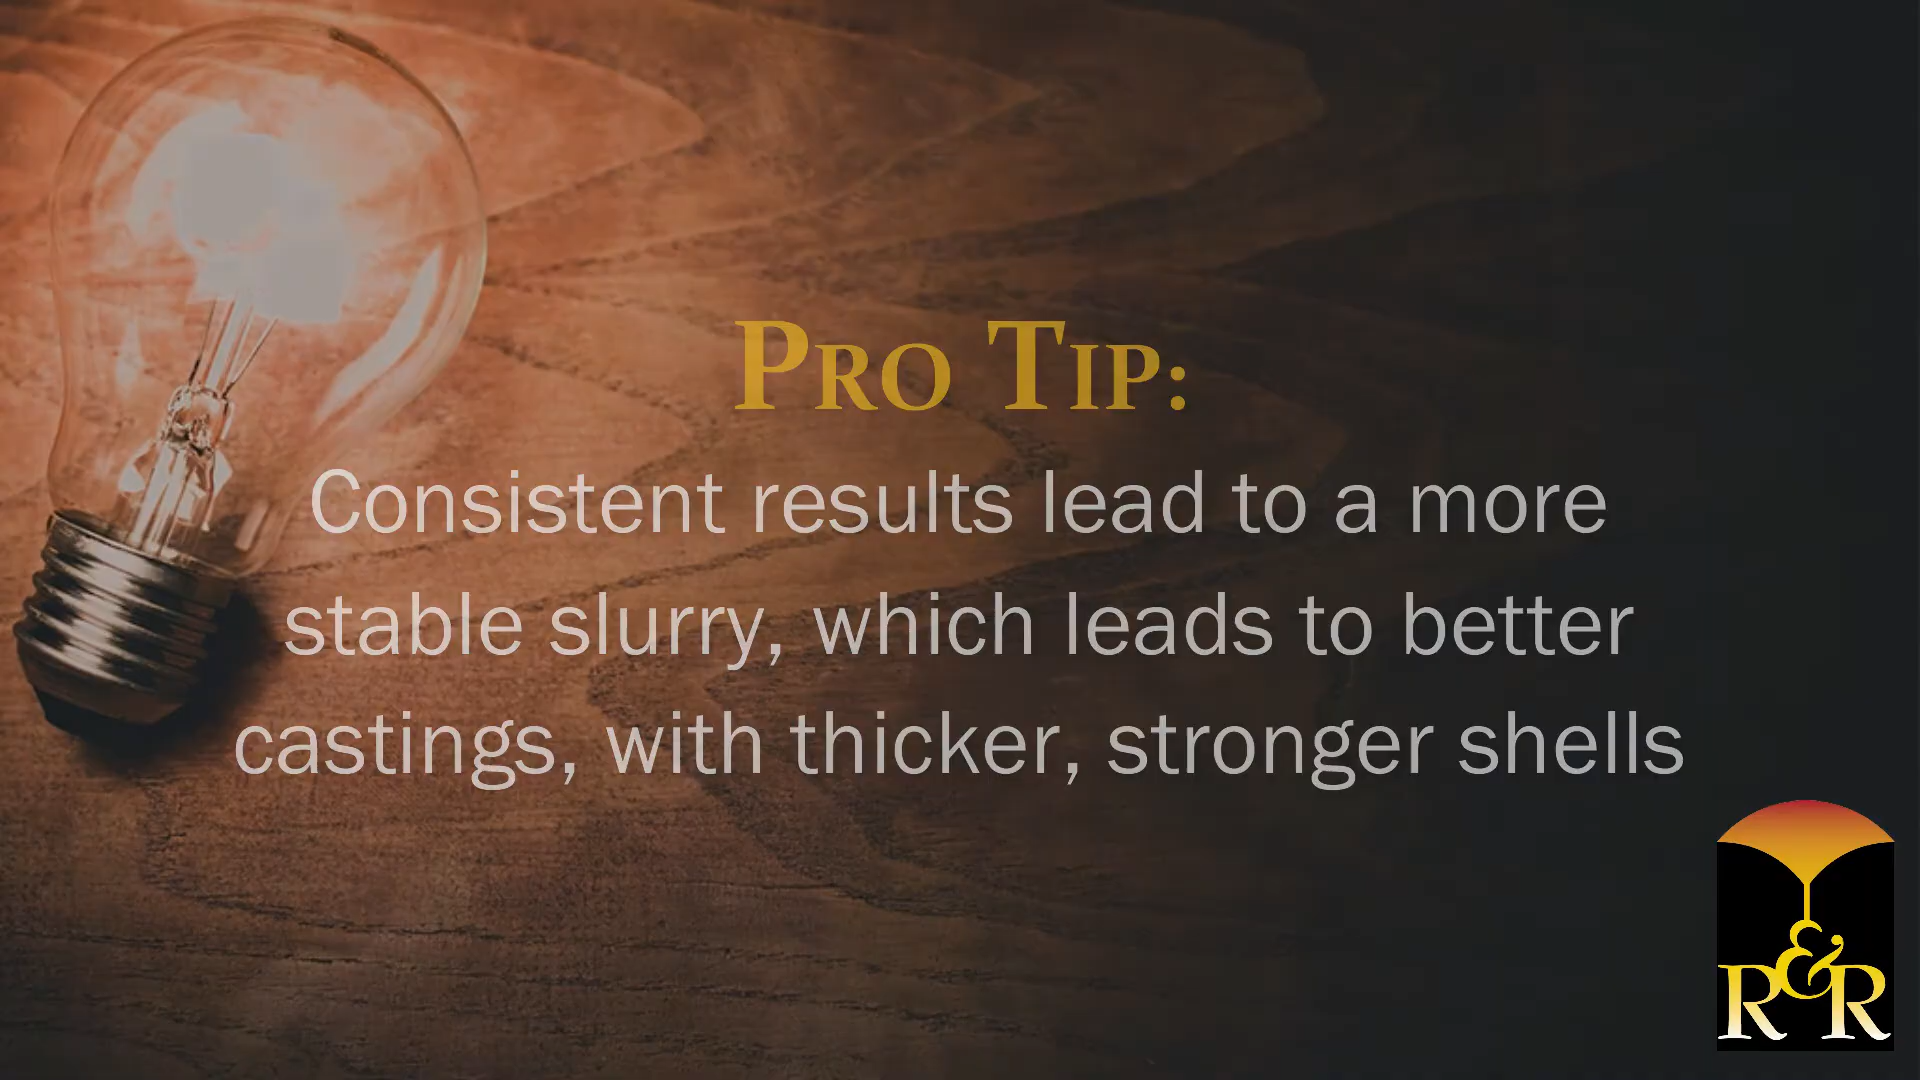 Pro Tip:
Consistent results lead to a more
stable slurry, which leads to better
castings, with thicker, stronger shells
R&R